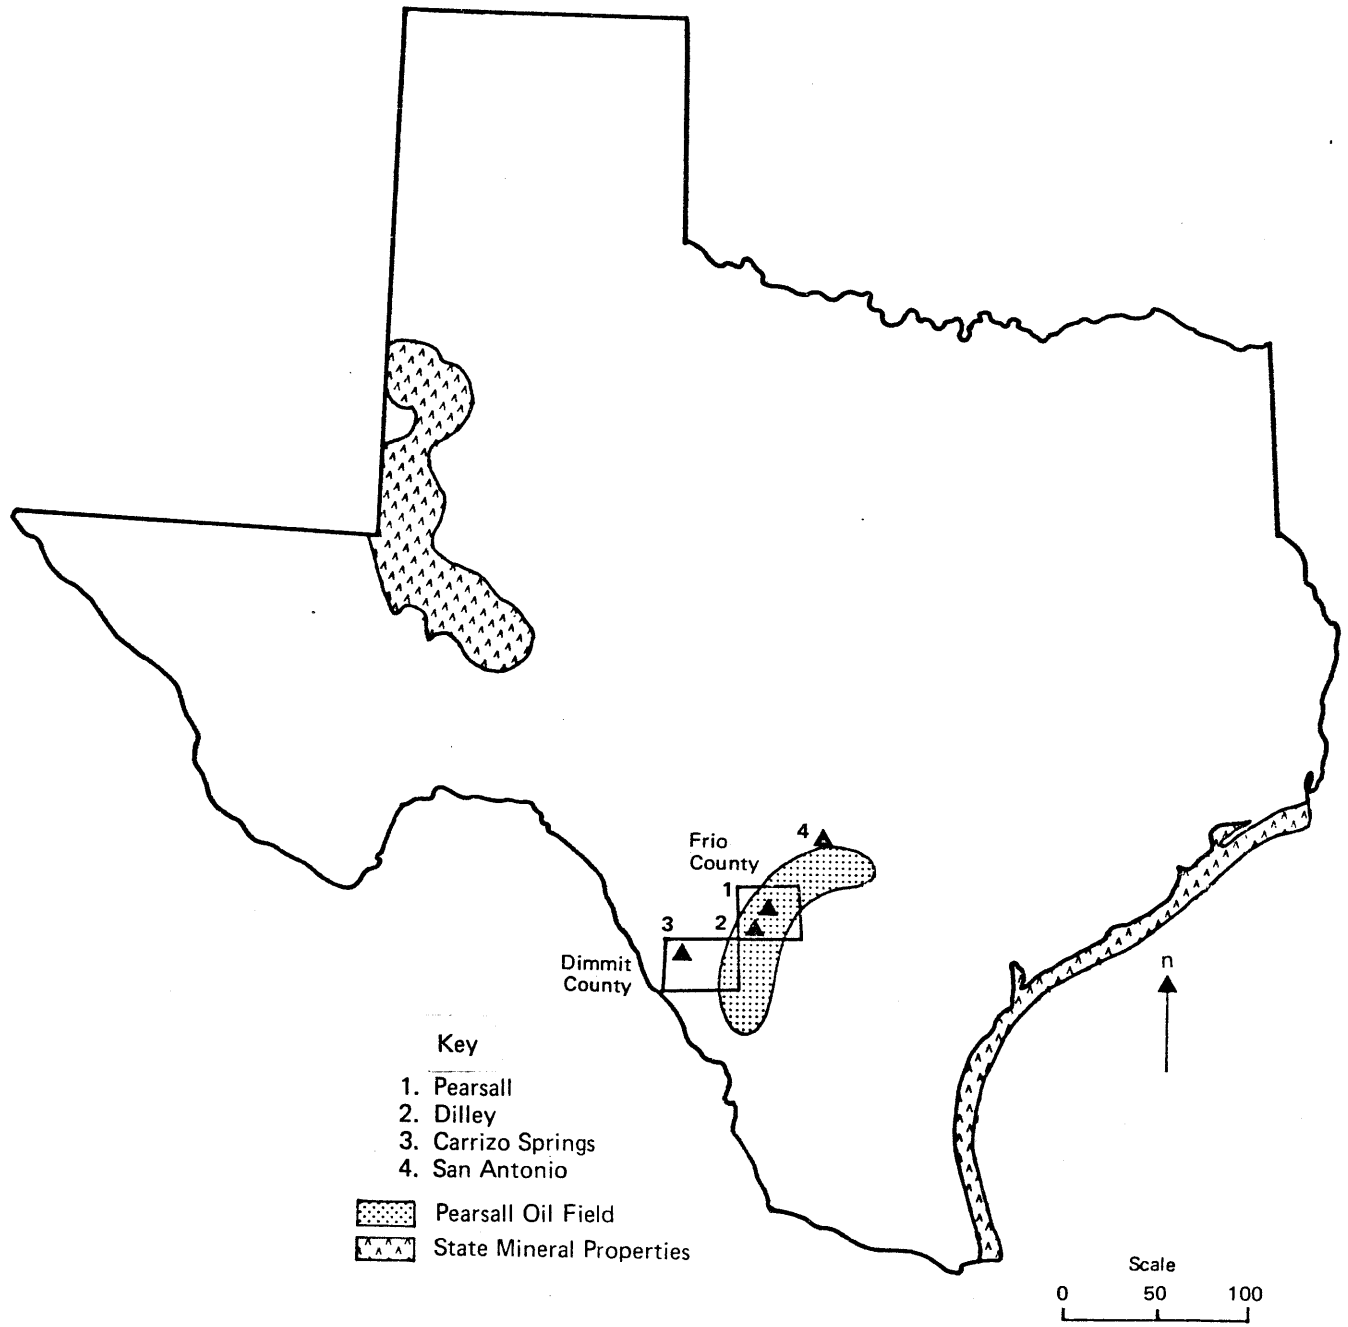 4
Frio
County
1
3
2
Dimmit
County
n
Key
1. Pearsall
2. Dilley
3. Carrizo Springs
4. San Antonio
Pearsall Oil Field
State Mineral Properties
Scale
0 50 100